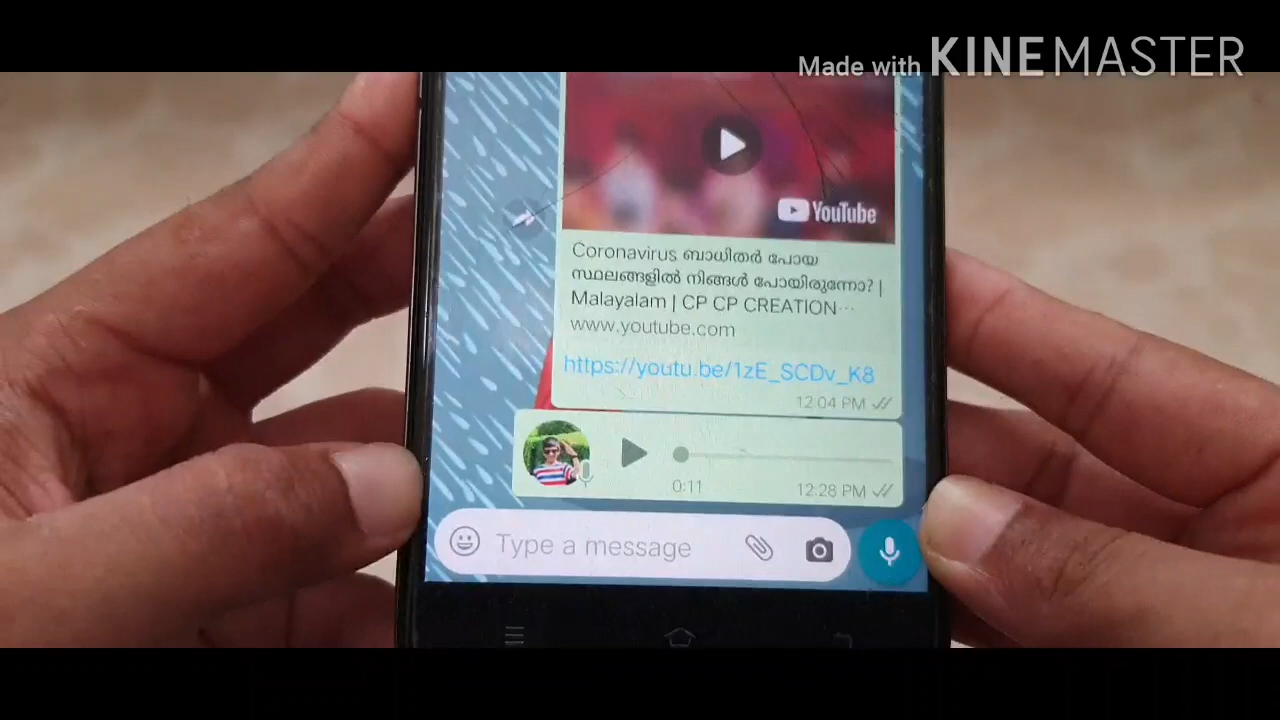 Made with KINEMASTER
YouTube
Coronavirus ബാധിതർ പോയ
സ്ഥലങ്ങളിൽ നിങ്ങൾ പോയിരുന്നോ? |
Malayalam | CP CP CREATION...
www.youtube.com
https://youtu.be/1zE_SCDv_K8
12:04 PM
0:11
12:28 PM
Type a message